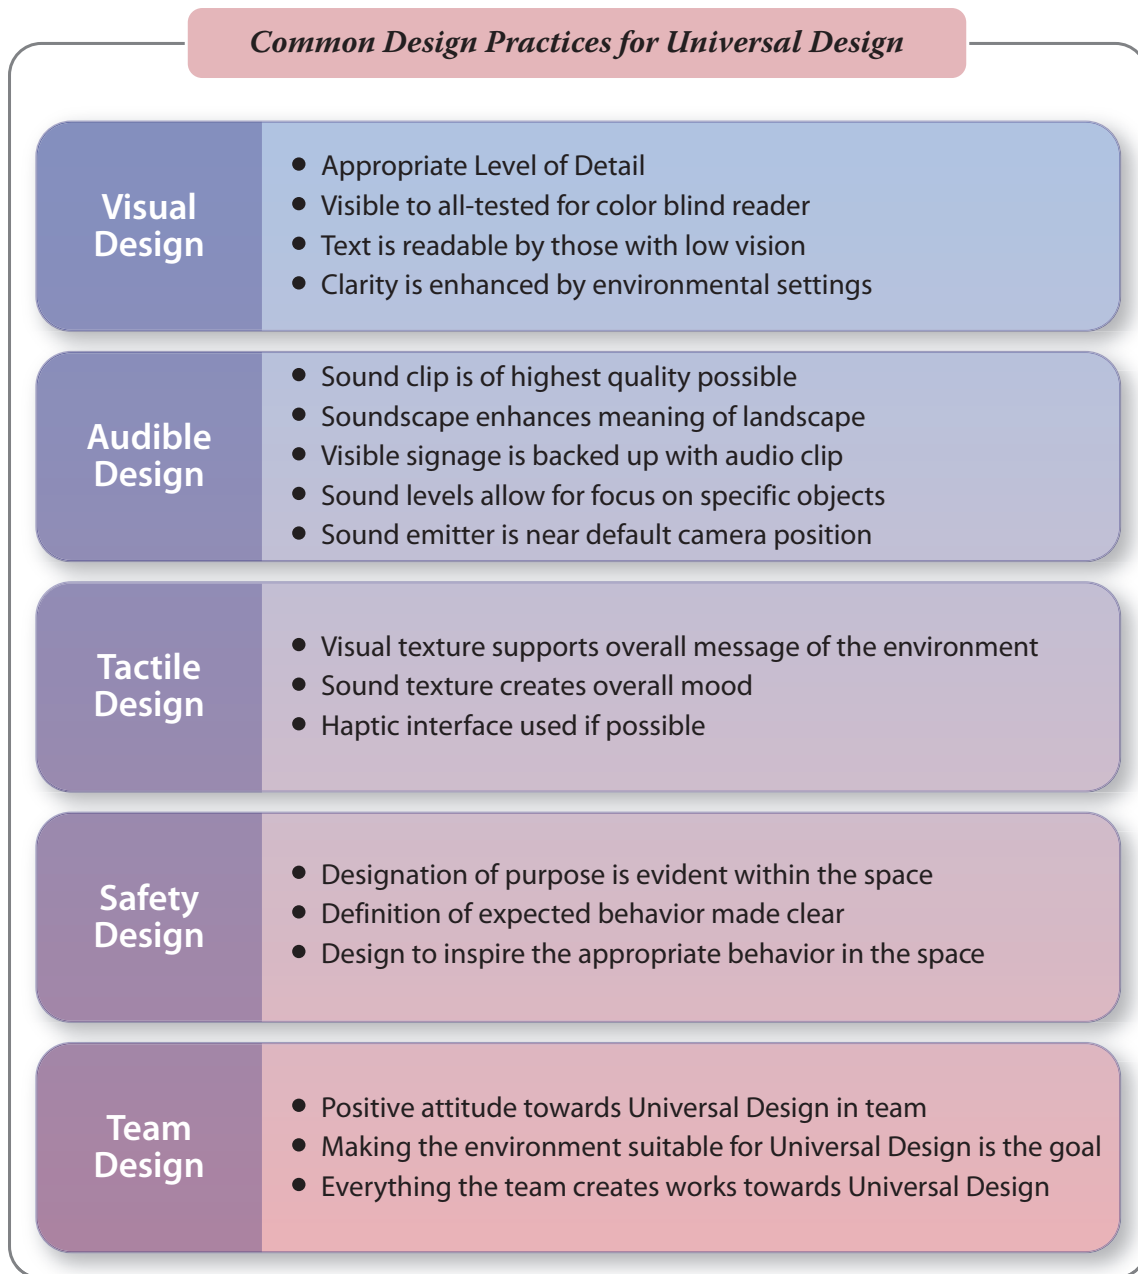 Common Design Practices for Universal Design
Visual
Design
• Appropriate Level of Detail
• Visible to all-tested for color blind reader
• Text is readable by those with low vision
• Clarity is enhanced by environmental settings
Audible
Design
• Sound clip is of highest quality possible
• Soundscape enhances meaning of landscape
• Visible signage is backed up with audio clip
• Sound levels allow for focus on specific objects
• Sound emitter is near default camera position
Tactile
Design
• Visual texture supports overall message of the environment
• Sound texture creates overall mood
• Haptic interface used if possible
Safety
Design
• Designation of purpose is evident within the space
• Definition of expected behavior made clear
• Design to inspire the appropriate behavior in the space
Team
Design
• Positive attitude towards Universal Design in team
• Making the environment suitable for Universal Design is the goal
• Everything the team creates works towards Universal Design